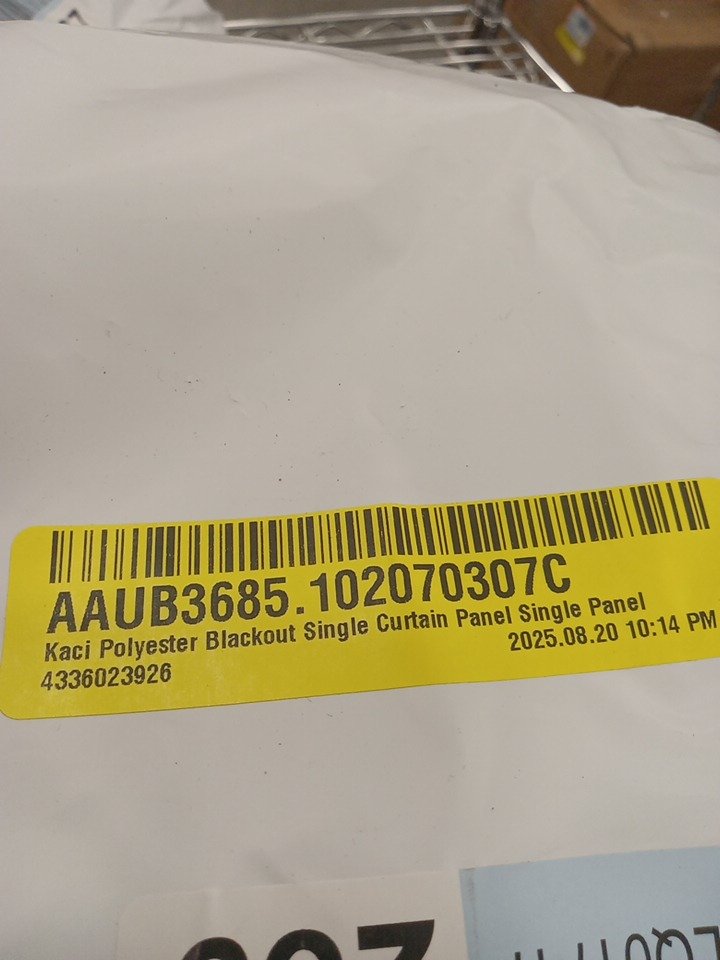 AAUB3685.102070307C
Kaci Polyester Blackout Single Curtain Panel Single Panel
2025.08.20 10:14 PM
4336023926